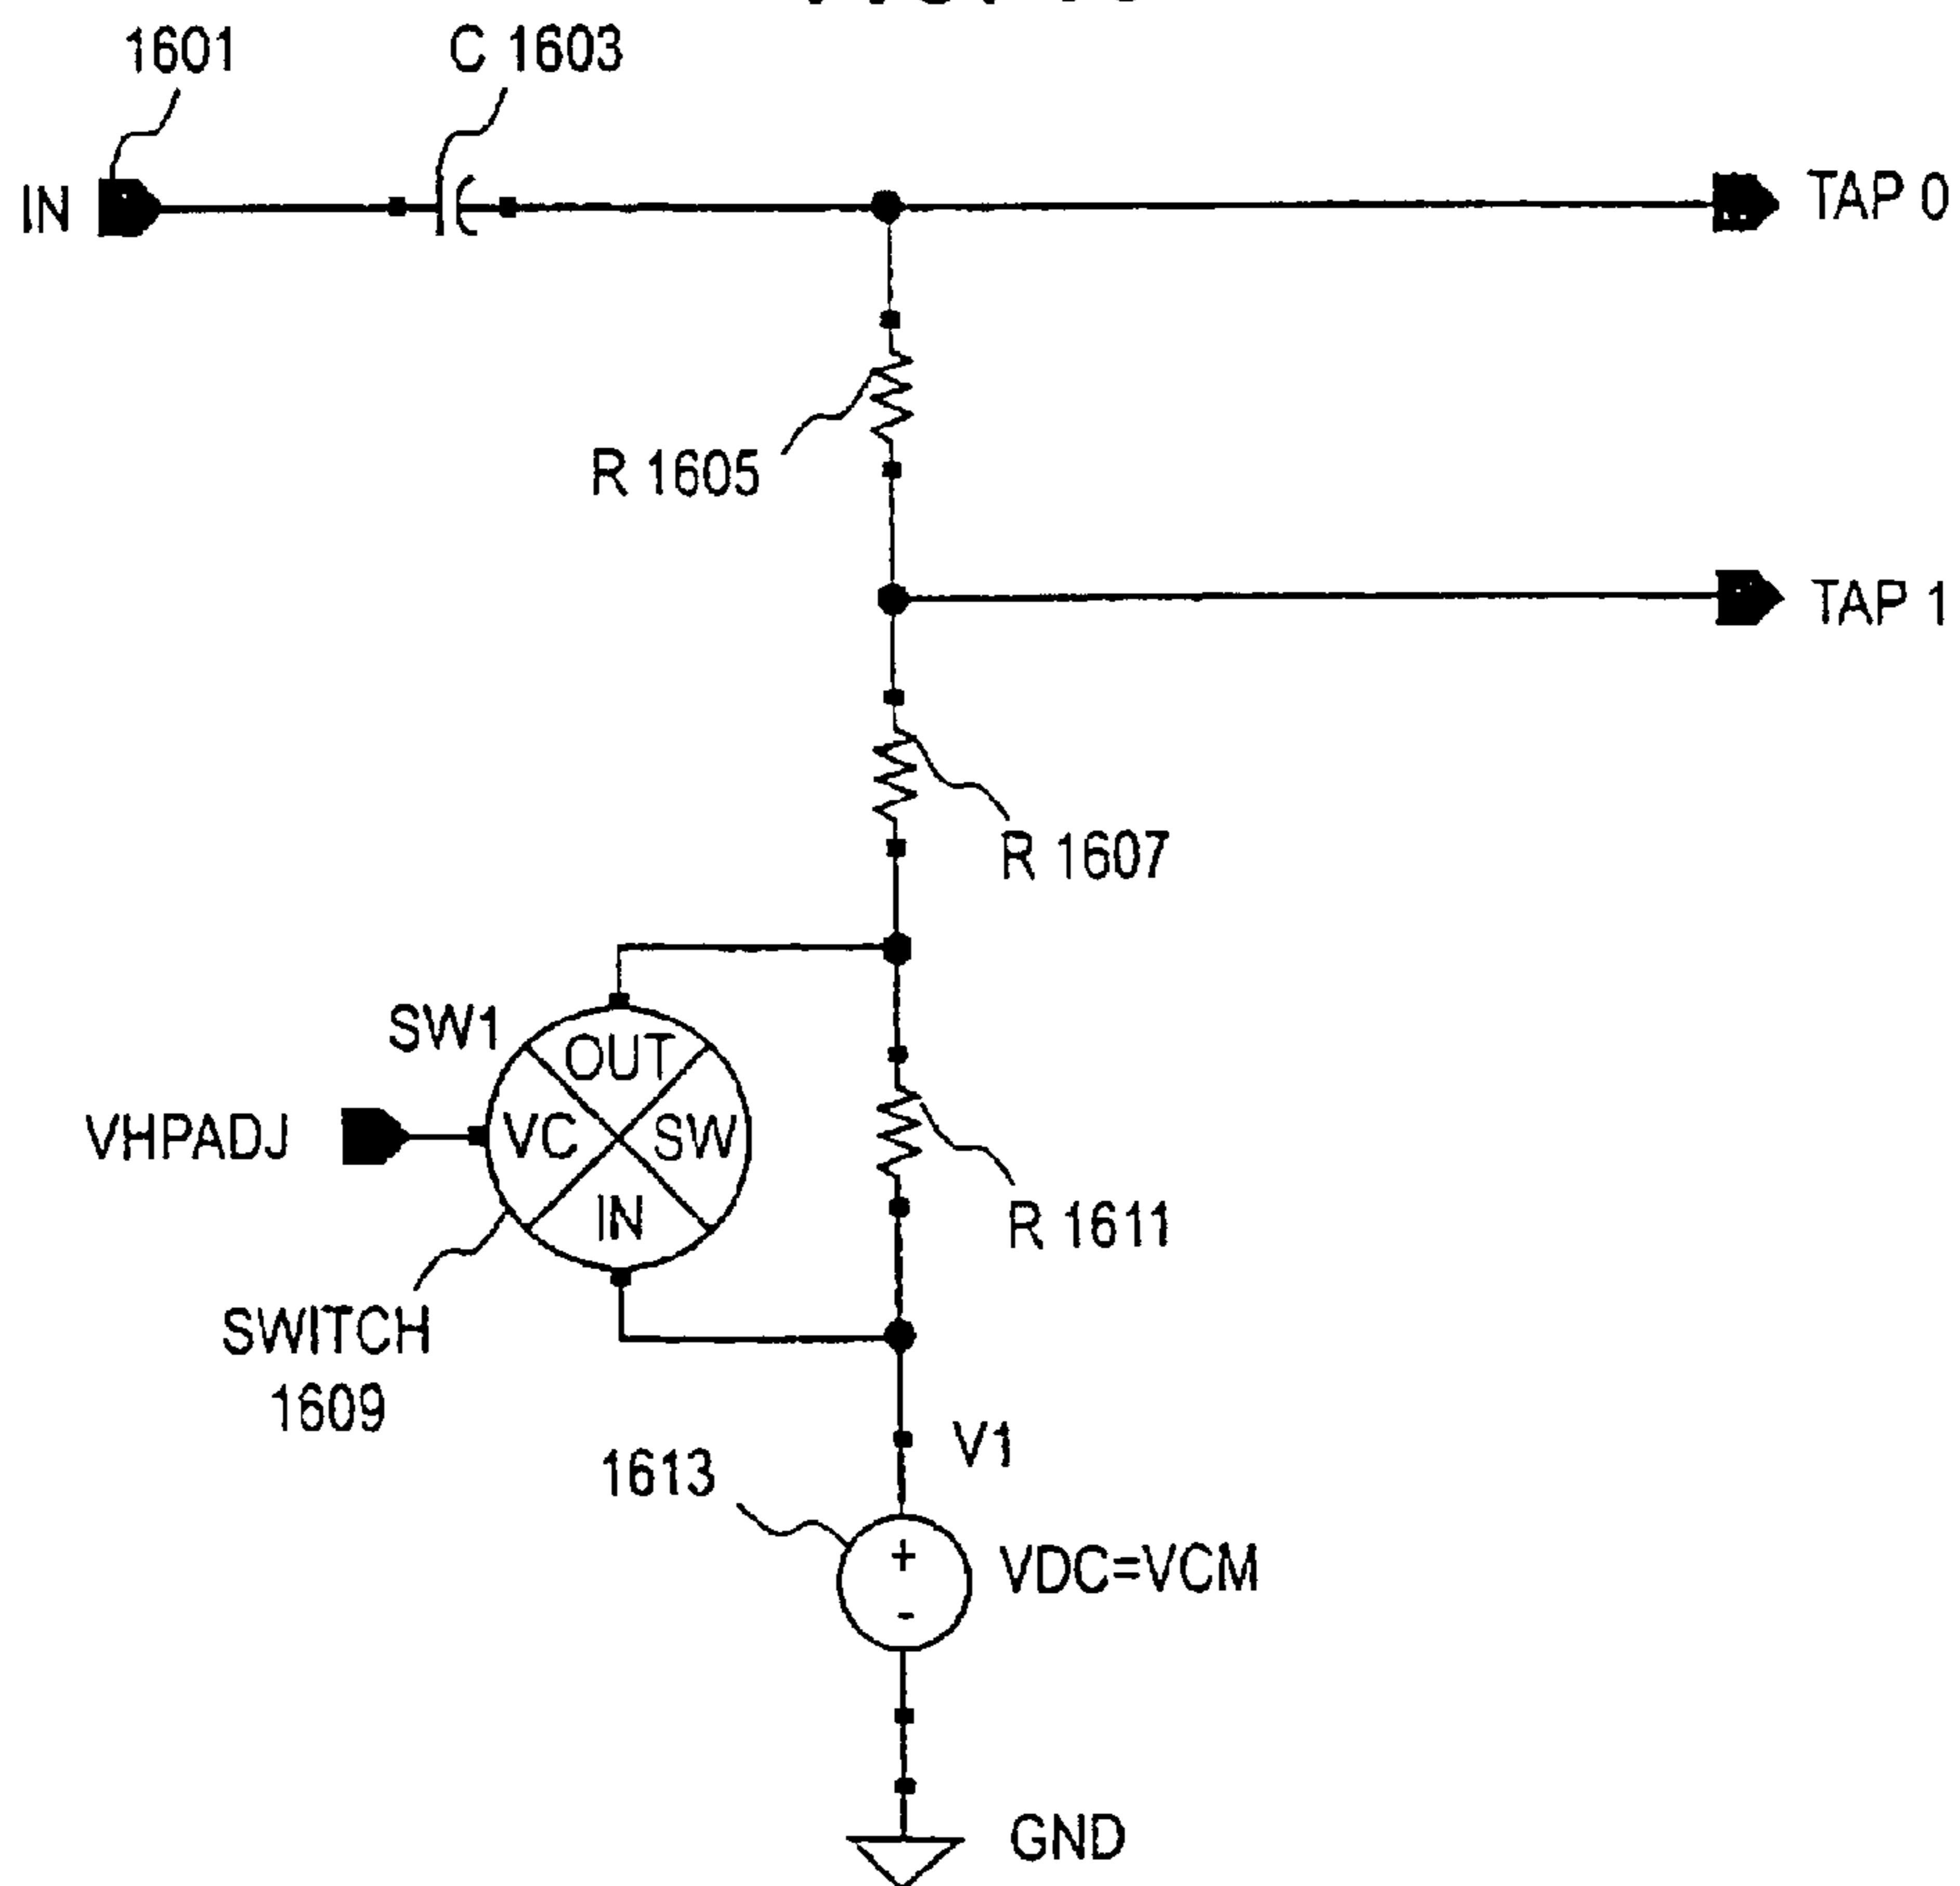 1601
C 1603
IN
TAP 0
R 1605
TAP 1
R 1607
SW1
OUT
VHPADJ
VC
SW
IN
R 1611
SWITCH
1609
V1
1613
+
VDC=VCM
-
GND